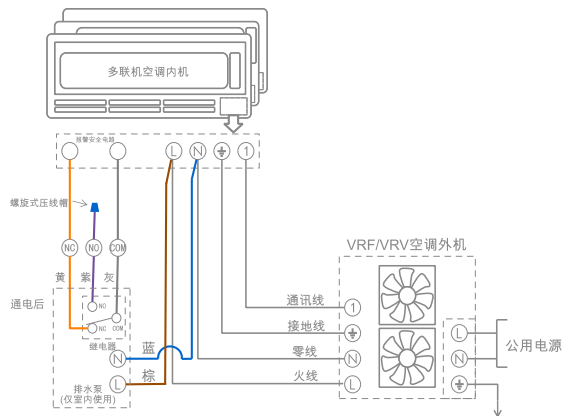 多联机空调内机
报警安全电路
L N 1
螺旋式压线帽
NC NO COM
黄 紫 灰
通电后
NO
NC COM
继电器
N 蓝
L 棕
排水泵
(仅室内使用)
VRF/VRV空调外机
通讯线 1
接地线
零线 N
火线 L
L
N
公用电源